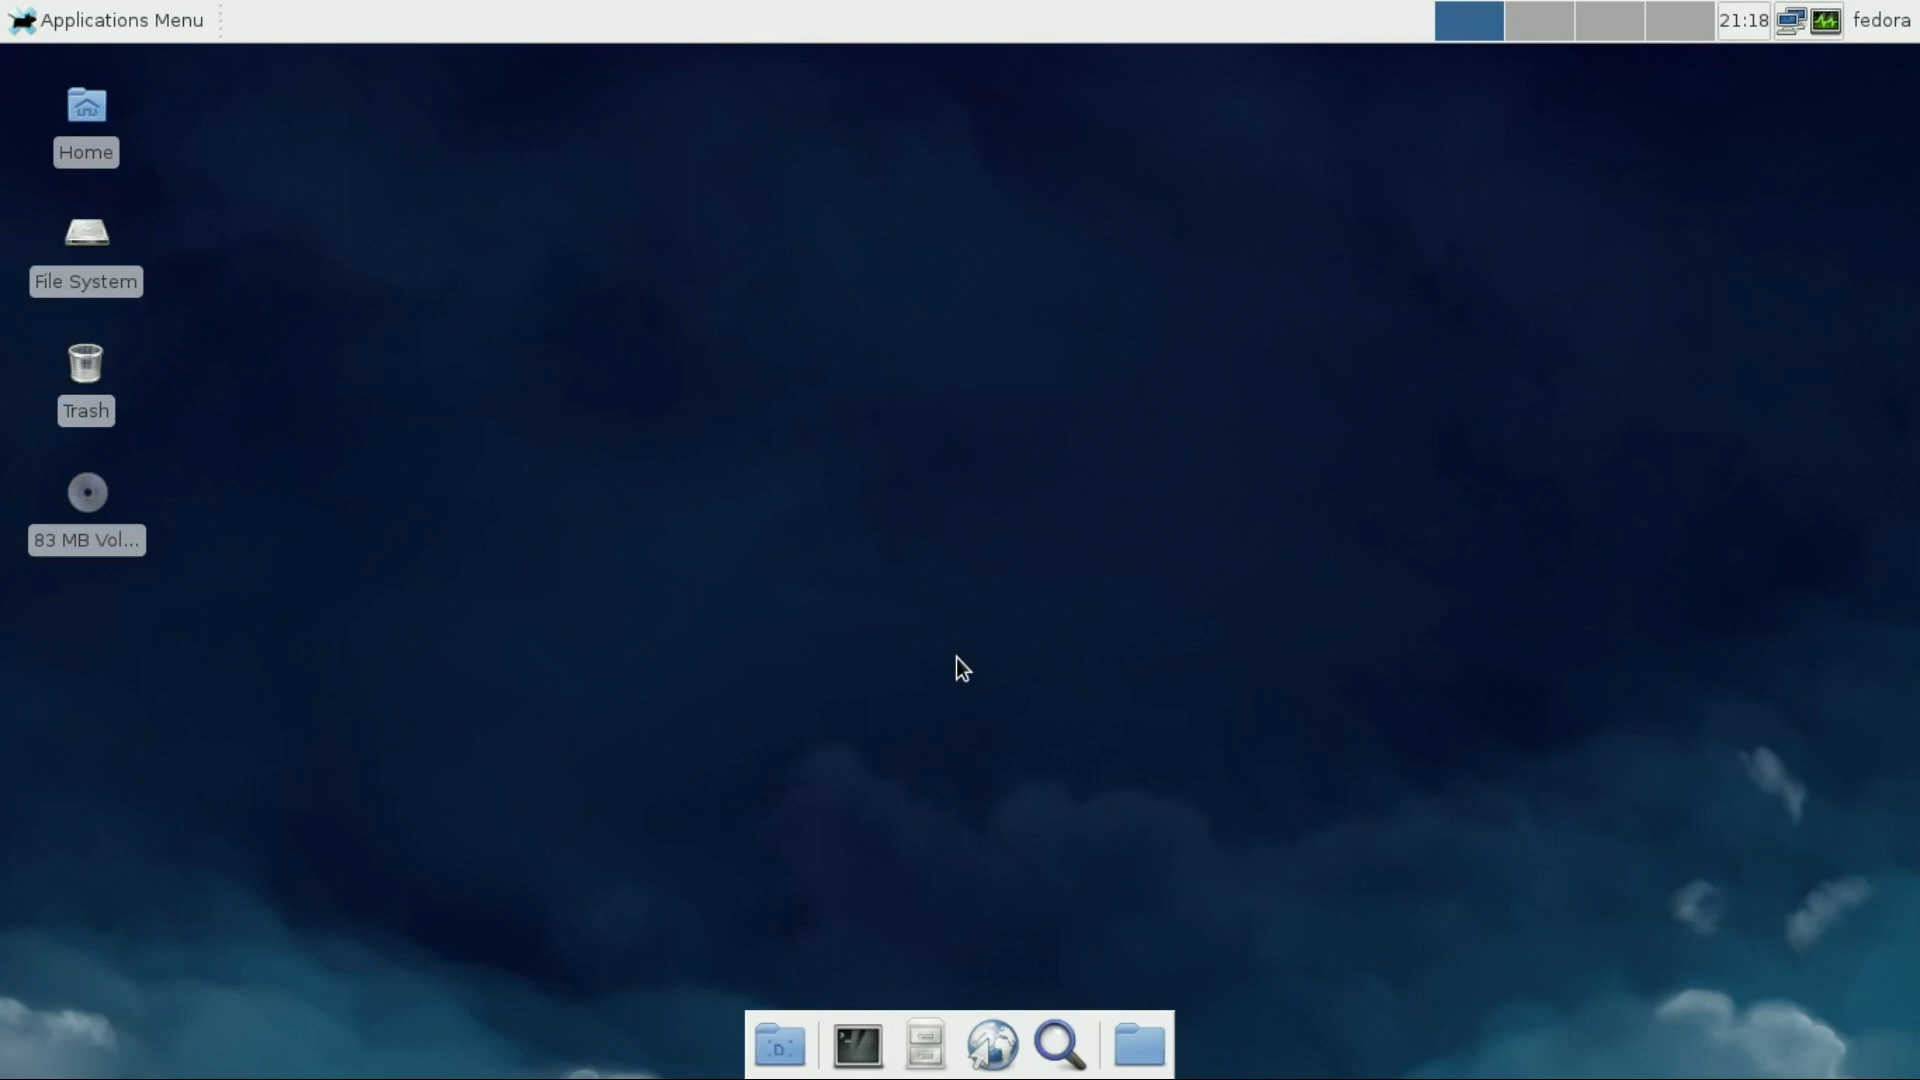 Applications Menu
21:18
fedora
Home
File System
Trash
83 MB Vol...